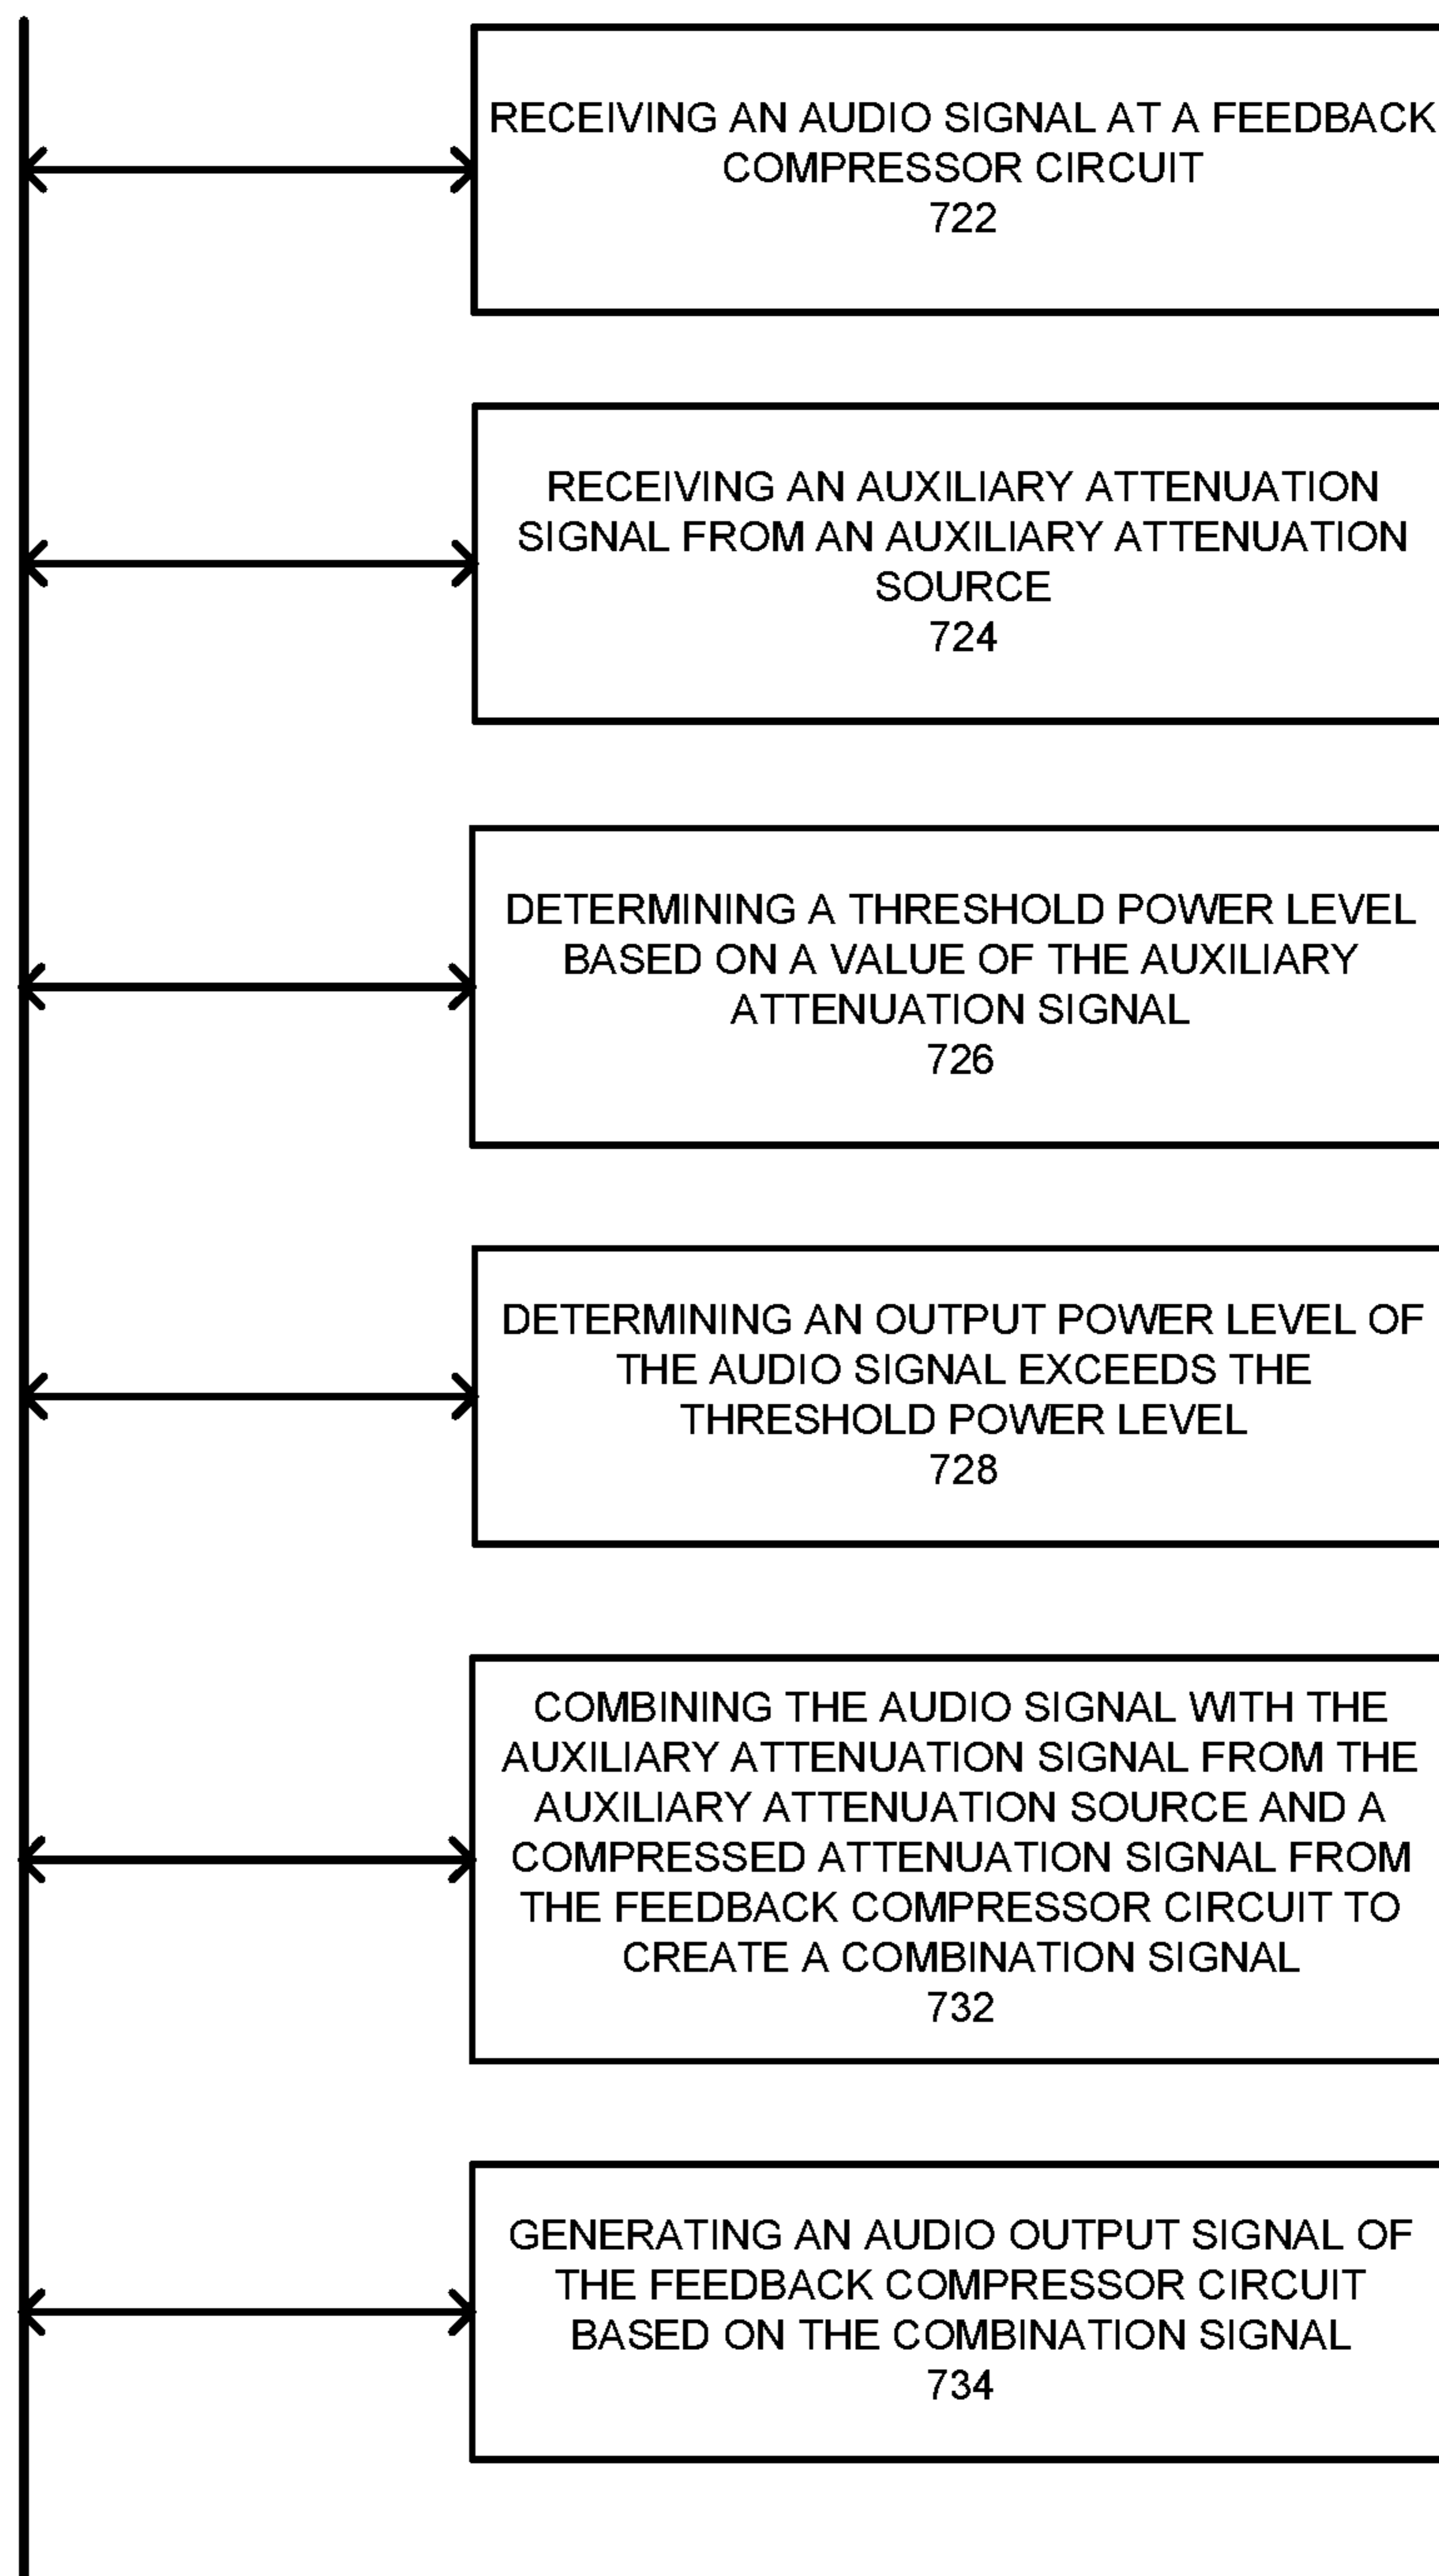 RECEIVING AN AUDIO SIGNAL AT A FEEDBACK
COMPRESSOR CIRCUIT
722
RECEIVING AN AUXILIARY ATTENUATION
SIGNAL FROM AN AUXILIARY ATTENUATION
SOURCE
724
DETERMINING A THRESHOLD POWER LEVEL
BASED ON A VALUE OF THE AUXILIARY
ATTENUATION SIGNAL
726
DETERMINING AN OUTPUT POWER LEVEL OF
THE AUDIO SIGNAL EXCEEDS THE
THRESHOLD POWER LEVEL
728
COMBINING THE AUDIO SIGNAL WITH THE
AUXILIARY ATTENUATION SIGNAL FROM THE
AUXILIARY ATTENUATION SOURCE AND A
COMPRESSED ATTENUATION SIGNAL FROM
THE FEEDBACK COMPRESSOR CIRCUIT TO
CREATE A COMBINATION SIGNAL
732
GENERATING AN AUDIO OUTPUT SIGNAL OF
THE FEEDBACK COMPRESSOR CIRCUIT
BASED ON THE COMBINATION SIGNAL
734